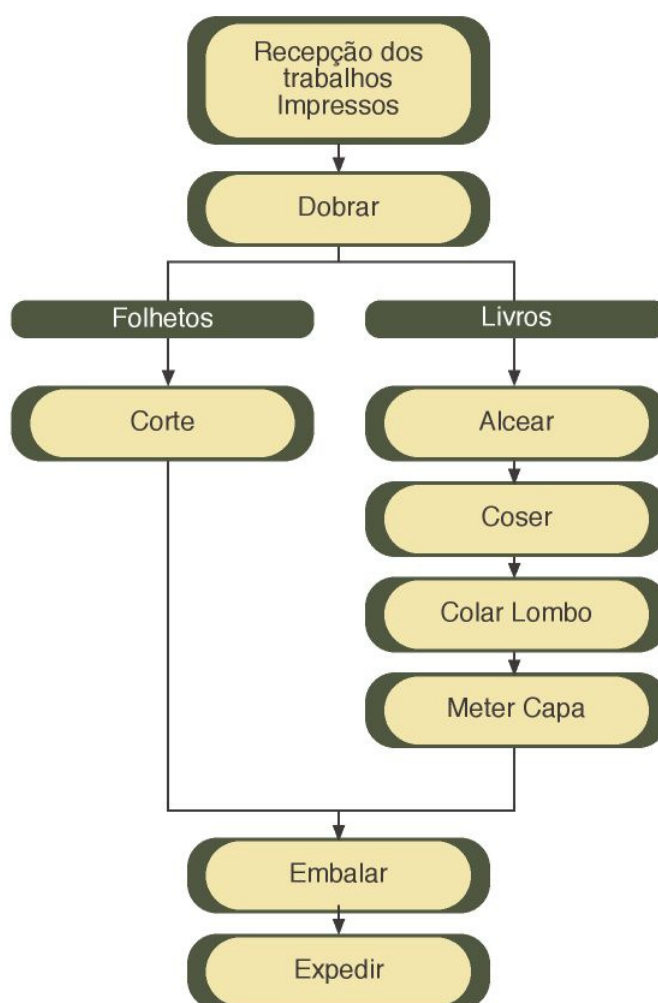 Recepção dos
trabalhos
Impressos
Dobrar
Folhetos
Livros
Corte
Alcear
Coser
Colar Lombo
Meter Capa
Embalar
Expedir